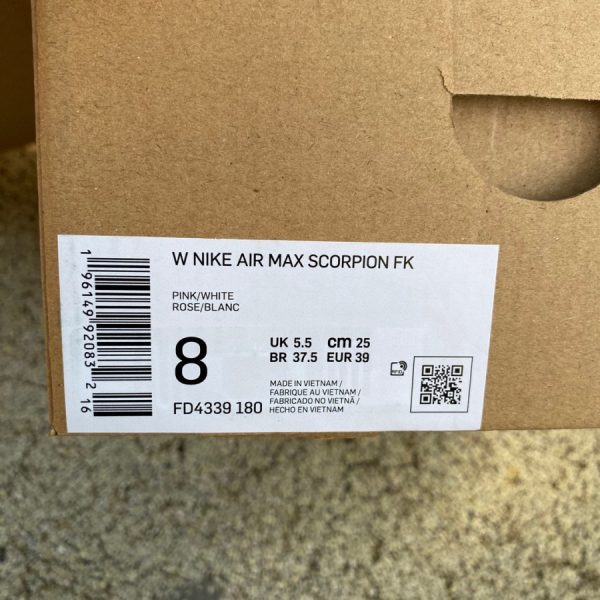 W NIKE AIR MAX SCORPION FK
PINK/WHITE
ROSE/BLANC
8
UK 5.5 cm 25
BR 37.5 EUR 39
FD4339 180
MADE IN VIETNAM /
FABRIQUE AU VIETNAM /
FABRICADO NO VIETNÃ /
HECHO EN VIETNAM
RFID
1 96149 92083 2 16